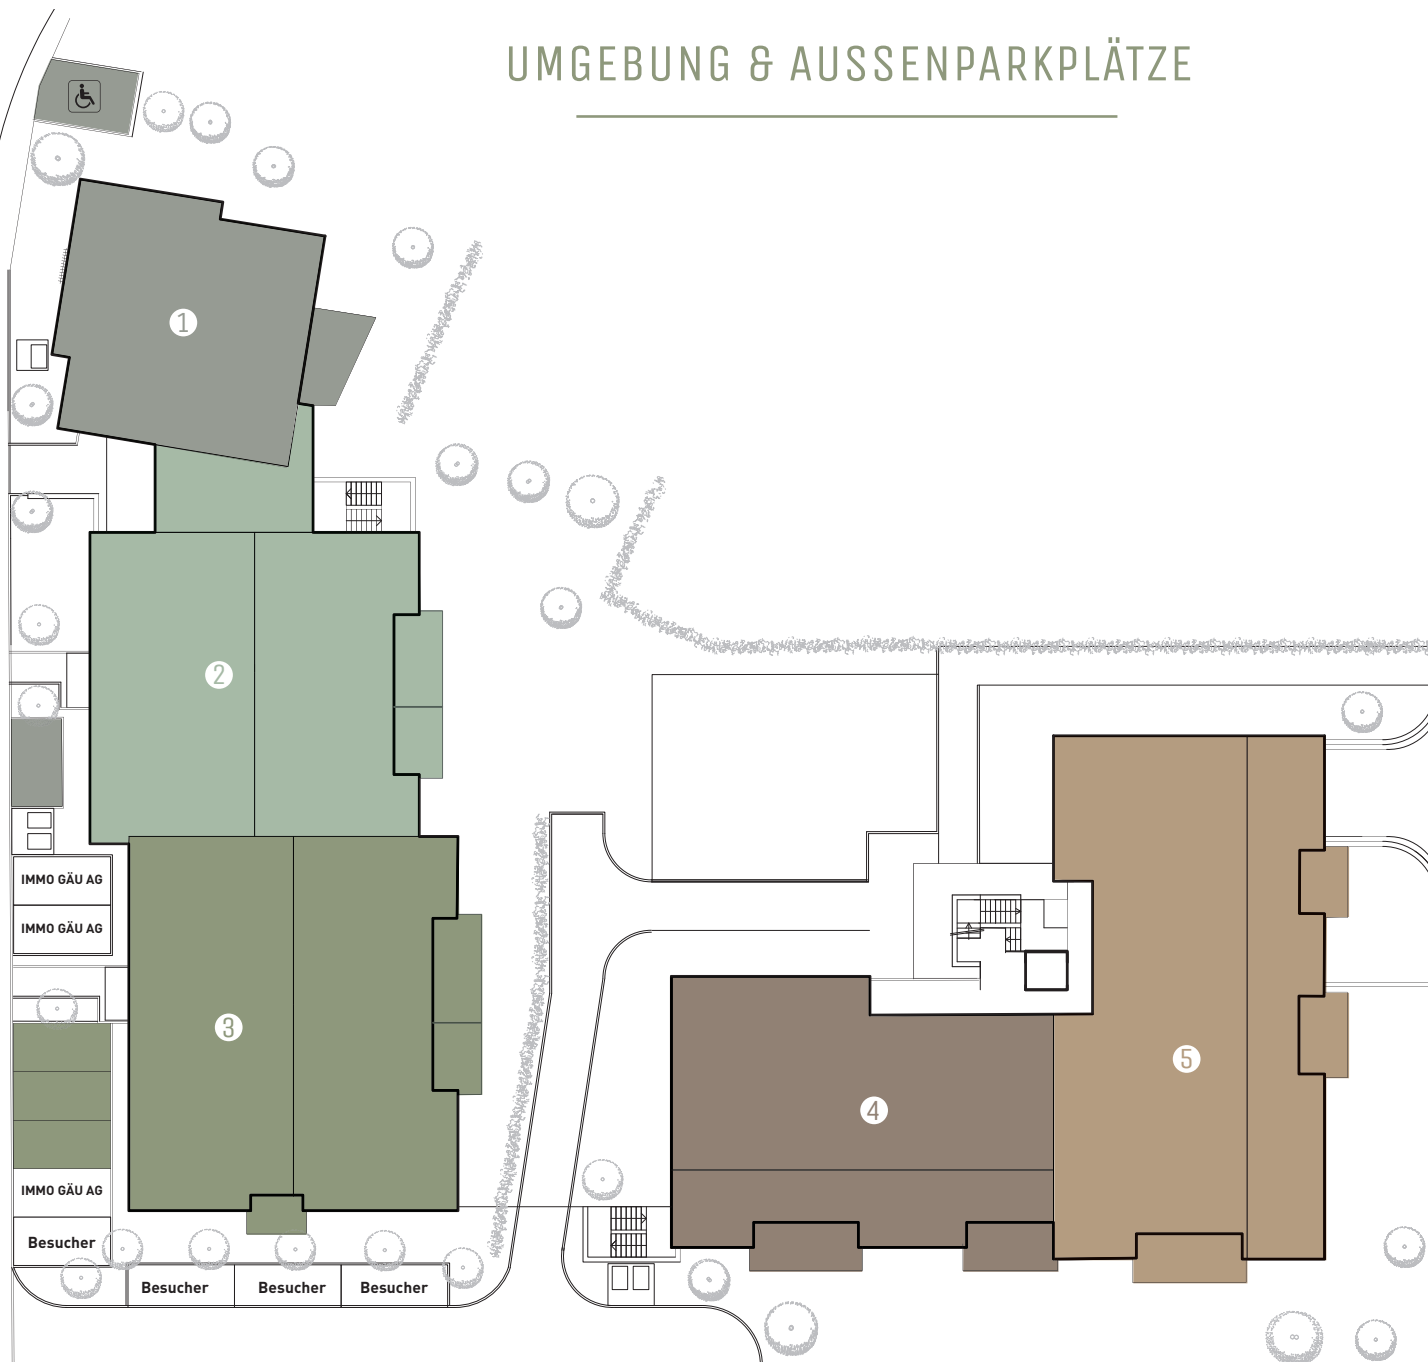 UMGEBUNG & AUSSENPARKPLÄTZE
1
2
IMMO GÄU AG
IMMO GÄU AG
3
5
4
IMMO GÄU AG
Besucher
Besucher
Besucher
Besucher